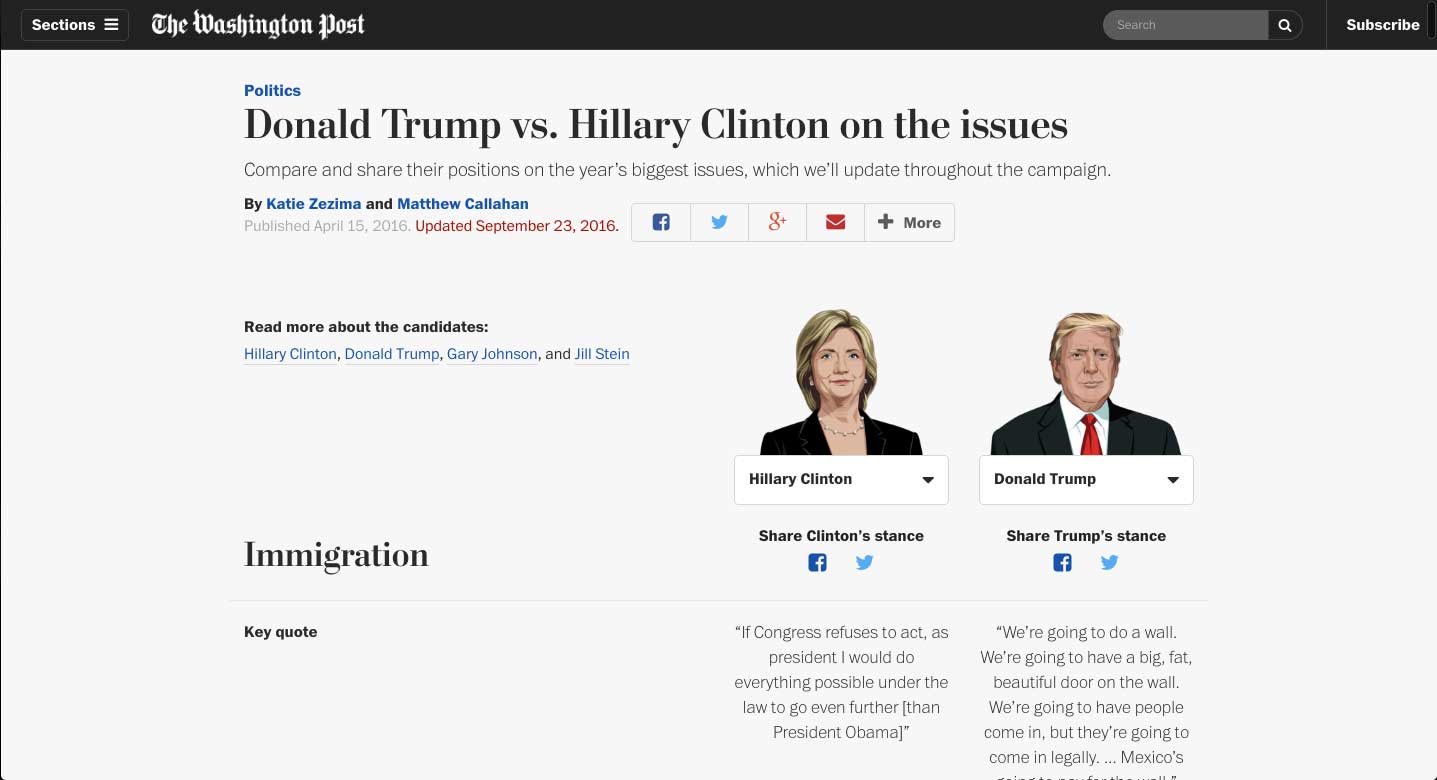 Sections
The Washington Post
Search
Subscribe
Politics
Donald Trump vs. Hillary Clinton on the issues
Compare and share their positions on the year’s biggest issues, which we’ll update throughout the campaign.
By Katie Zezima and Matthew Callahan
Published April 15, 2016. Updated September 23, 2016.
g+
More
Read more about the candidates:
Hillary Clinton, Donald Trump, Gary Johnson, and Jill Stein
Hillary Clinton
Donald Trump
Share Clinton’s stance
Share Trump’s stance
Immigration
Key quote
“If Congress refuses to act, as
president I would do
everything possible under the
law to go even further [than
President Obama]”
“We’re going to do a wall.
We’re going to have a big, fat,
beautiful door on the wall.
We’re going to have people
come in, but they’re going to
come in legally. ... Mexico’s
going to pay for the wall.”